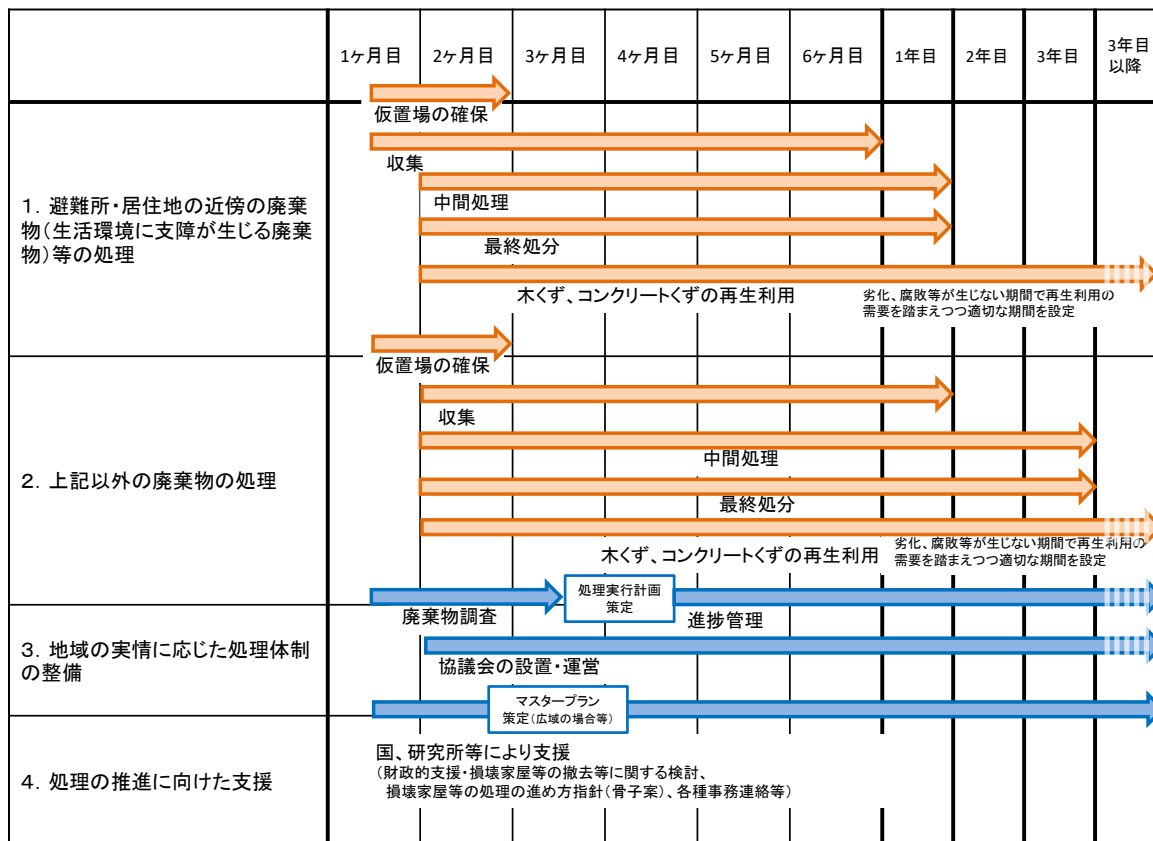 1ヶ月目
2ヶ月目
3ヶ月目
4ヶ月目
5ヶ月目
6ヶ月目
1年目
2年目
3年目
3年目
以降
1．避難所・居住地の近傍の廃棄
物(生活環境に支障が生じる廃棄
物)等の処理
仮置場の確保
収集
中間処理
最終処分
木くず、コンクリートくずの再生利用
劣化、腐敗等が生じない期間で再生利用の
需要を踏まえつつ適切な期間を設定
2．上記以外の廃棄物の処理
仮置場の確保
収集
中間処理
最終処分
木くず、コンクリートくずの再生利用
劣化、腐敗等が生じない期間で再生利用の
需要を踏まえつつ適切な期間を設定
3．地域の実情に応じた処理体制
の整備
廃棄物調査
処理実行計画
策定
進捗管理
協議会の設置・運営
マスタープラン
策定(広域の場合等)
4．処理の推進に向けた支援
国、研究所等により支援
(財政的支援・損壊家屋等の撤去等に関する検討、
損壊家屋等の処理の進め方指針(骨子案)、各種事務連絡等)